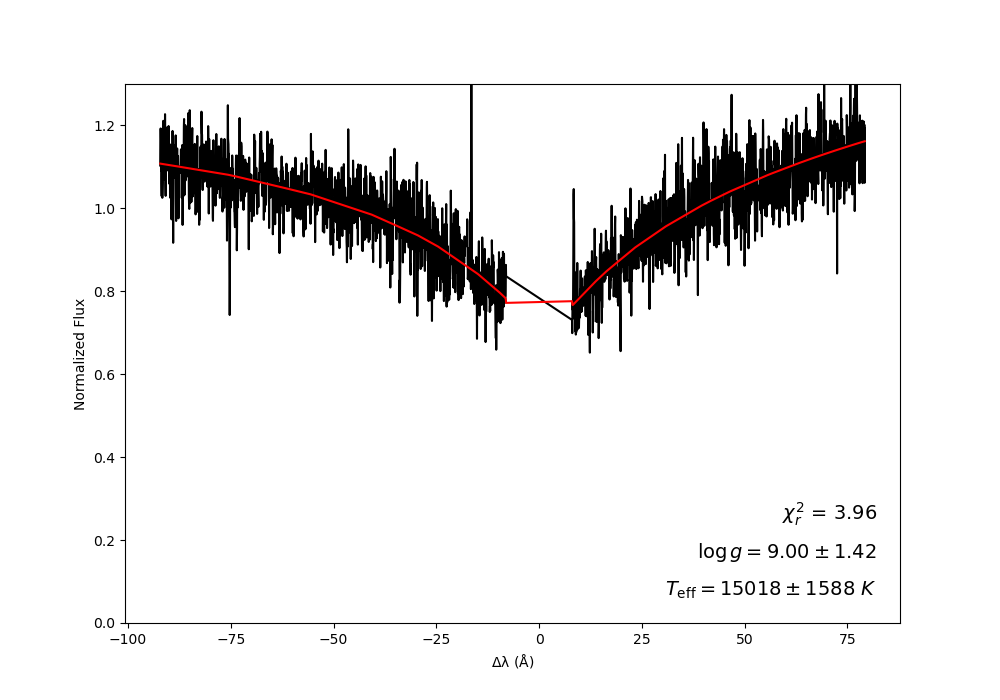 1.2
1.0
0.8
0.6
0.4
0.2
0.0
Normalized Flux
χ²ᵣ = 3.96
log g = 9.00 ± 1.42
T_eff = 15018 ± 1588 K
−100 −75 −50 −25 0 25 50 75
Δλ (Å)